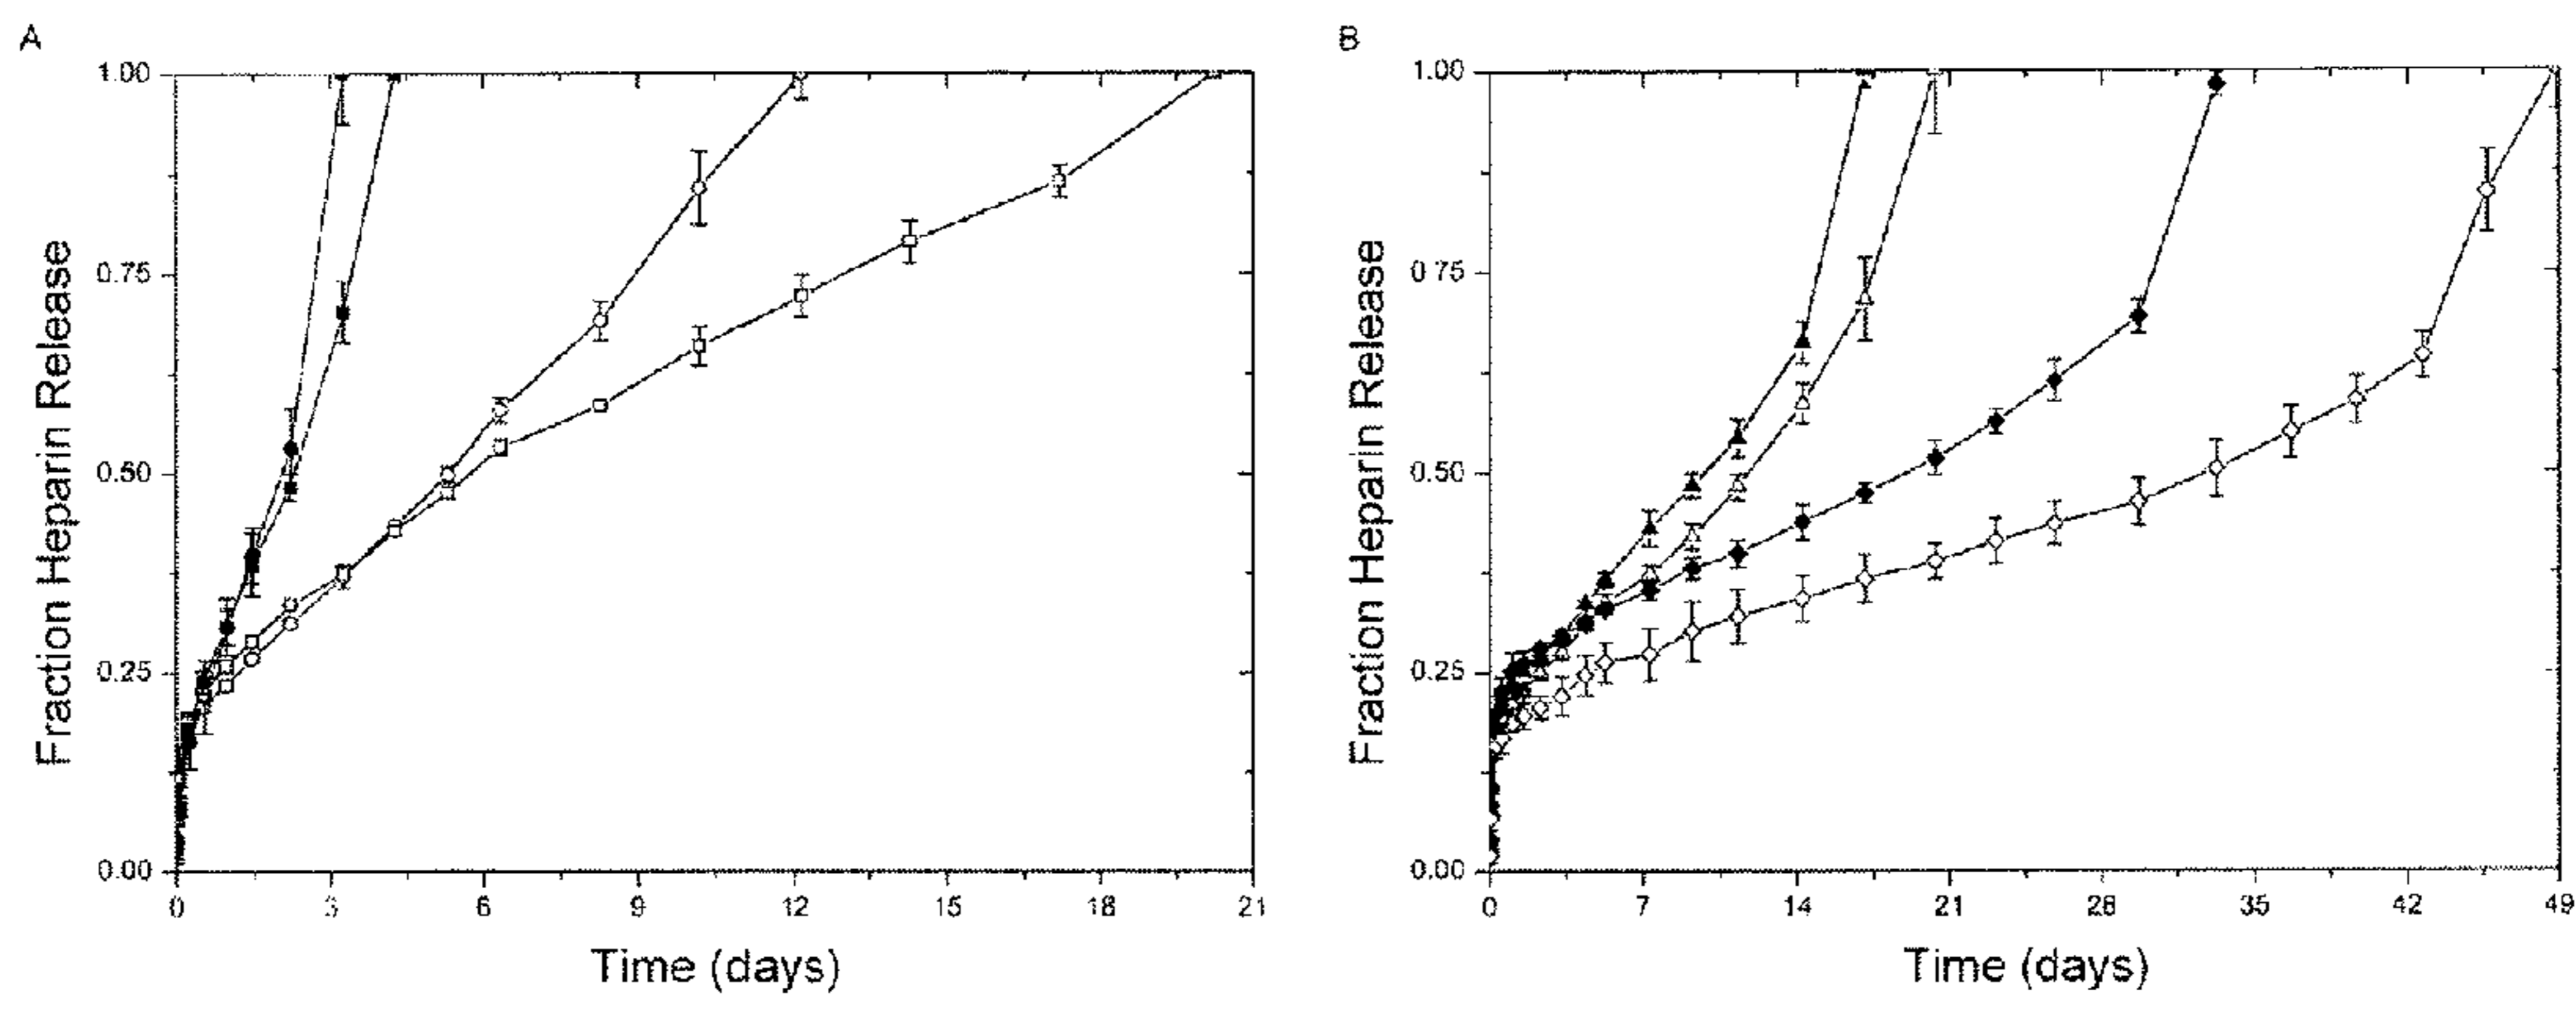 A
B
Fraction Heparin Release
1.00
0.75
0.50
0.25
0.00
0 3 6 9 12 15 18 21
Time (days)
Fraction Heparin Release
1.00
0.75
0.50
0.25
0.00
0 7 14 21 28 35 42 49
Time (days)